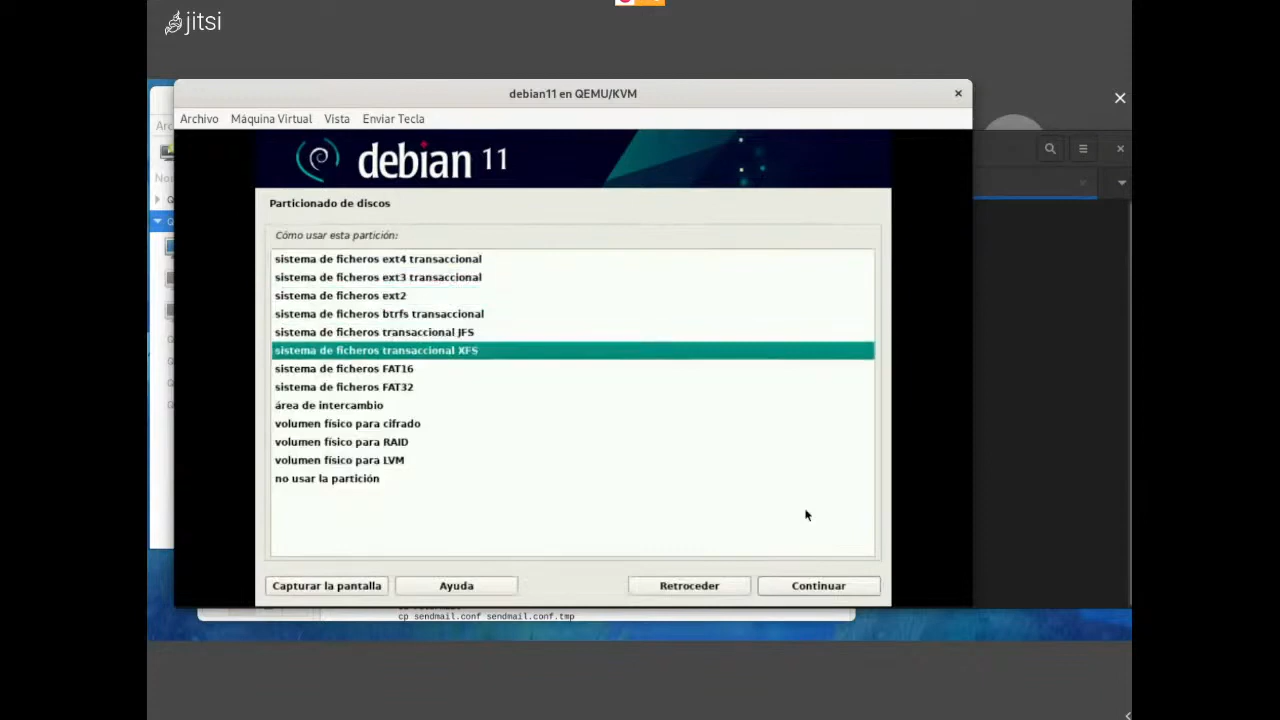 jitsi
debian11 en QEMU/KVM
Archivo Máquina Virtual Vista Enviar Tecla
debian 11
Particionado de discos
Cómo usar esta partición:
sistema de ficheros ext4 transaccional
sistema de ficheros ext3 transaccional
sistema de ficheros ext2
sistema de ficheros btrfs transaccional
sistema de ficheros transaccional JFS
sistema de ficheros transaccional XFS
sistema de ficheros FAT16
sistema de ficheros FAT32
área de intercambio
volumen físico para cifrado
volumen físico para RAID
volumen físico para LVM
no usar la partición
Capturar la pantalla Ayuda Retroceder Continuar
cp sendmail.conf sendmail.conf.tmp